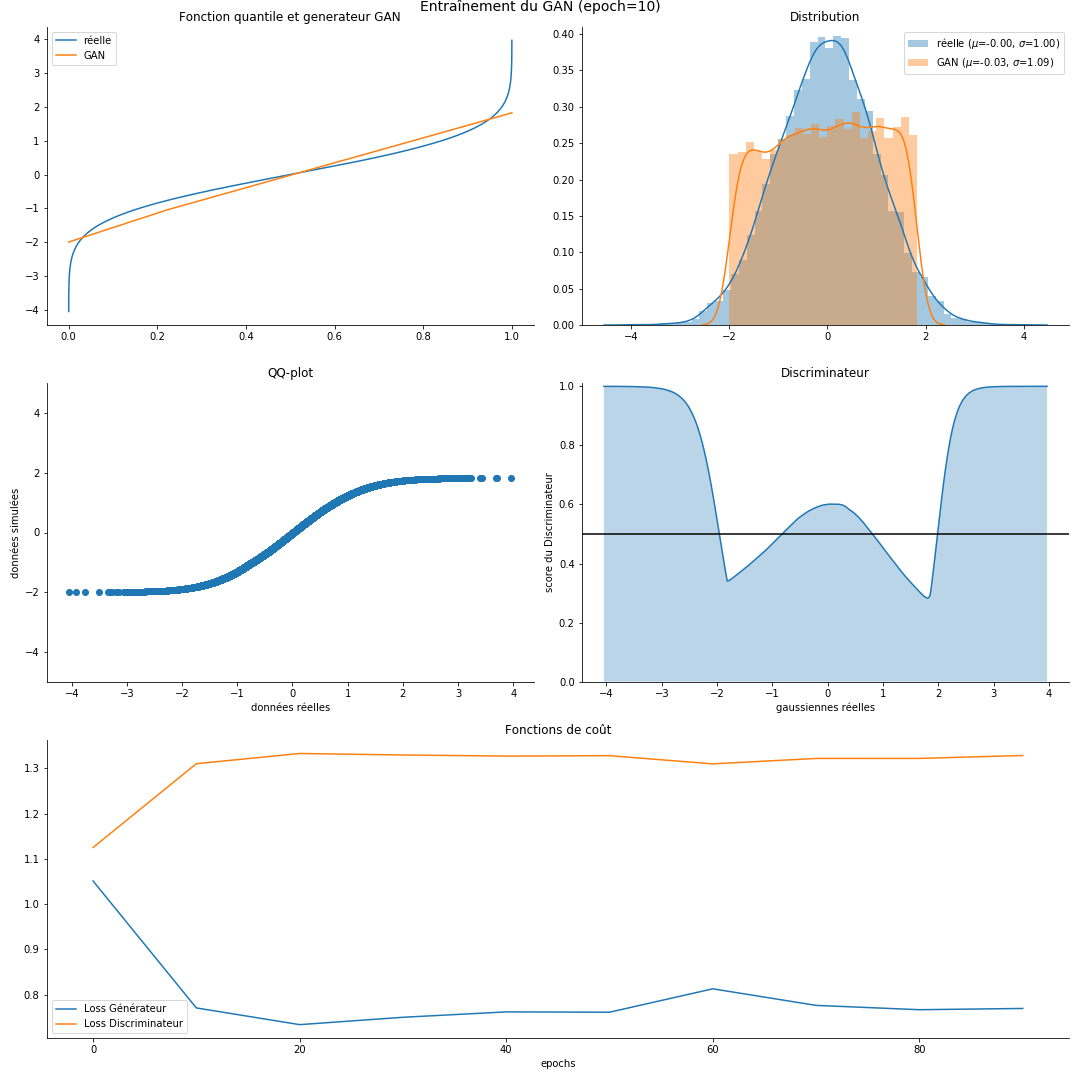 Entraînement du GAN (epoch=10)
Fonction quantile et generateur GAN
réelle
GAN
4
3
2
1
0
−1
−2
−3
−4
0.0 0.2 0.4 0.6 0.8 1.0
Distribution
réelle (μ=-0.00, σ=1.00)
GAN (μ=-0.03, σ=1.09)
0.40
0.35
0.30
0.25
0.20
0.15
0.10
0.05
0.00
−4 −2 0 2 4
QQ-plot
données simulées
4
2
0
−2
−4
−4 −3 −2 −1 0 1 2 3 4
données réelles
Discriminateur
score du Discriminateur
1.0
0.8
0.6
0.4
0.2
0.0
−4 −3 −2 −1 0 1 2 3 4
gaussiennes réelles
Fonctions de coût
1.3
1.2
1.1
1.0
0.9
0.8
Loss Générateur
Loss Discriminateur
0 20 40 60 80
epochs